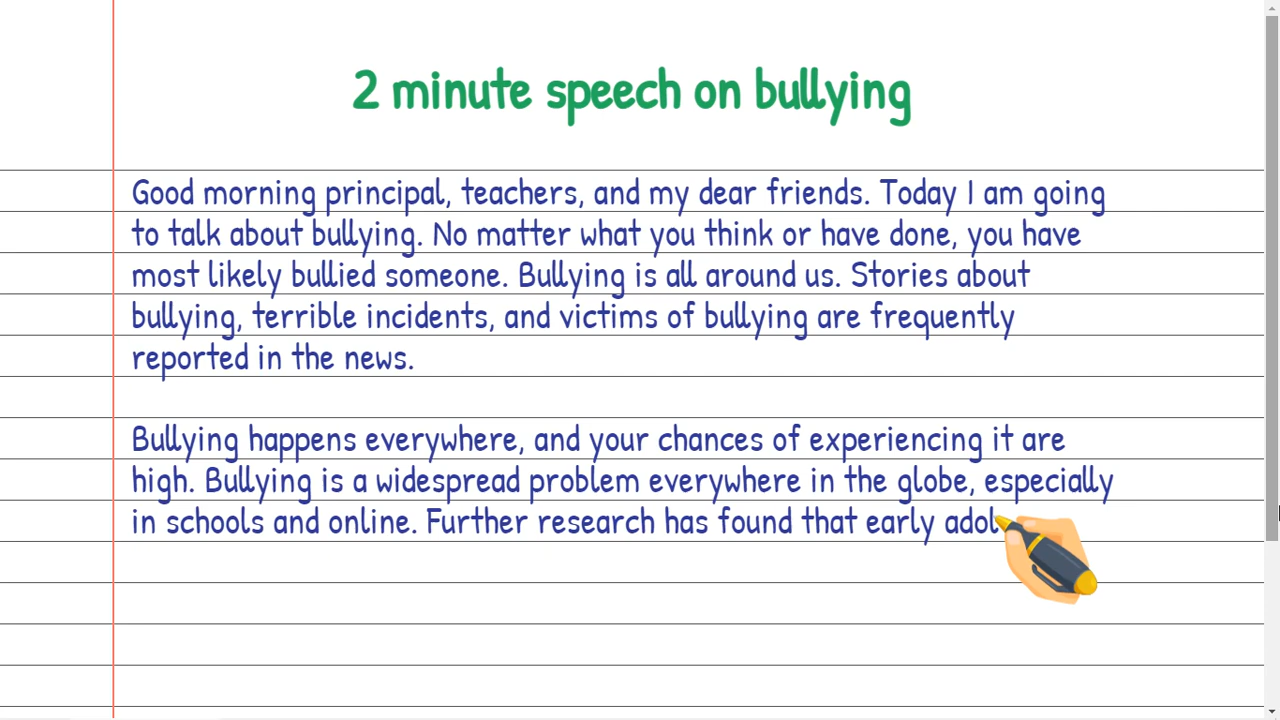 2 minute speech on bullying
Good morning principal, teachers, and my dear friends. Today I am going
to talk about bullying. No matter what you think or have done, you have
most likely bullied someone. Bullying is all around us. Stories about
bullying, terrible incidents, and victims of bullying are frequently
reported in the news.
Bullying happens everywhere, and your chances of experiencing it are
high. Bullying is a widespread problem everywhere in the globe, especially
in schools and online. Further research has found that early adol